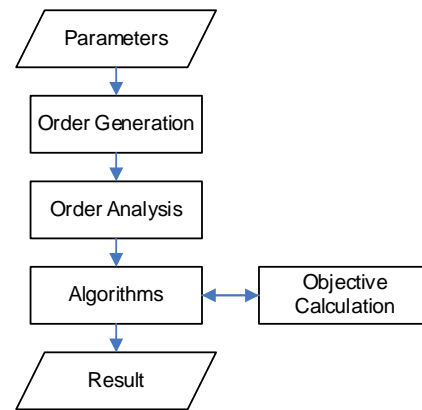 Parameters
Order Generation
Order Analysis
Algorithms
Objective
Calculation
Result